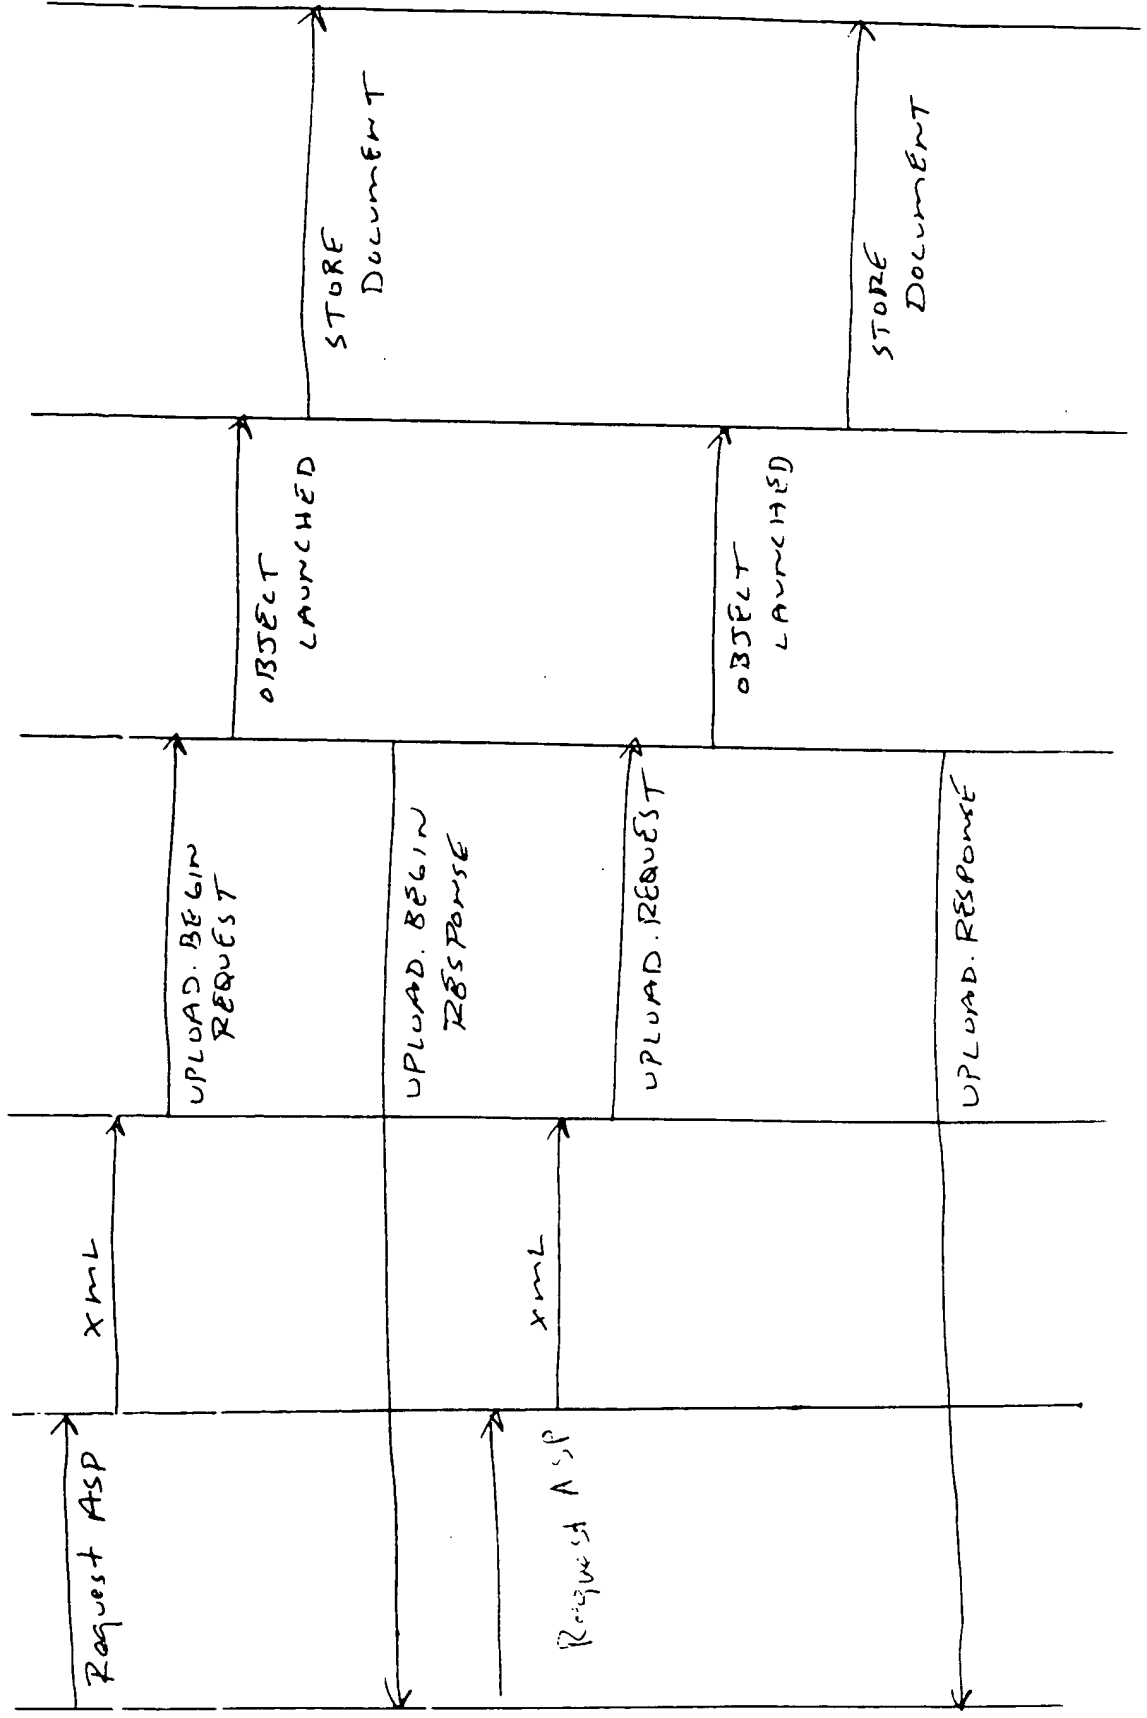 Request ASP
XML
UPLOAD.BEGIN
REQUEST
OBJECT
LAUNCHED
STORE
DOCUMENT
UPLOAD.BEGIN
RESPONSE
Request ASP
XML
UPLOAD.REQUEST
OBJECT
LAUNCHED
STORE
DOCUMENT
UPLOAD.RESPONSE